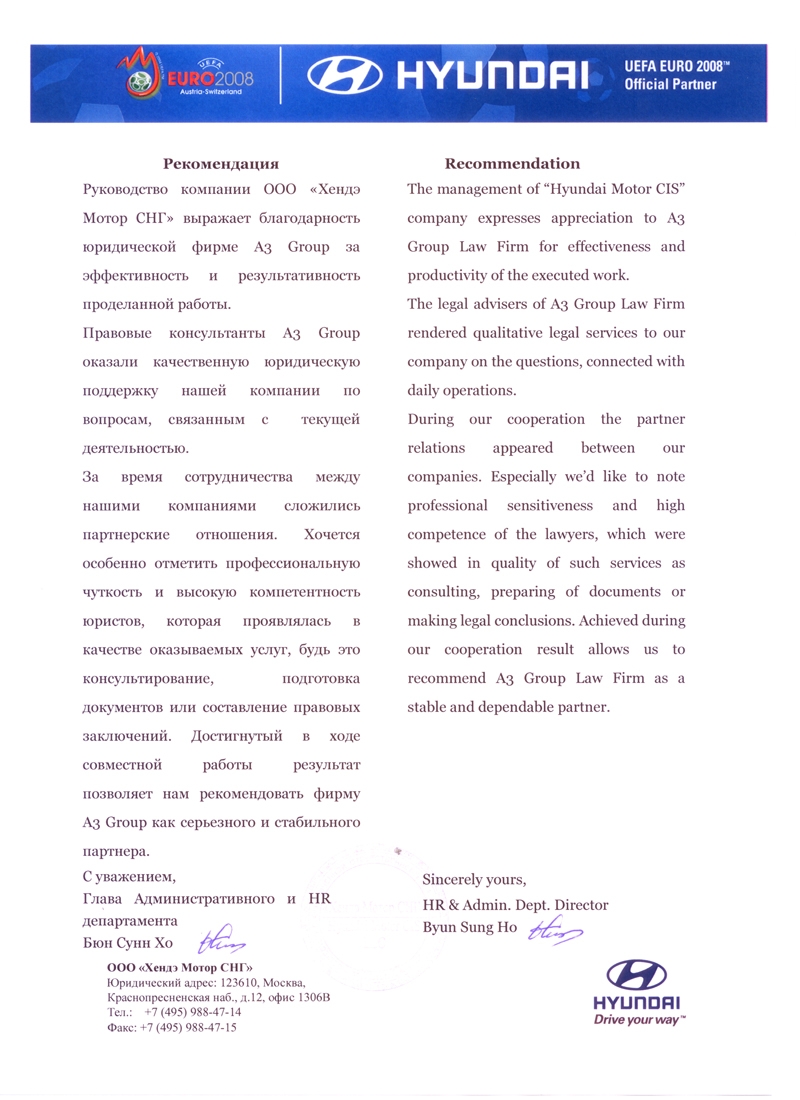 UEFA
EURO2008
Austria-Switzerland
HYUNDAI
UEFA EURO 2008™
Official Partner
Рекомендация
Руководство компании ООО «Хендэ
Мотор СНГ» выражает благодарность
юридической фирме A3 Group за
эффективность и результативность
проделанной работы.
Правовые консультанты A3 Group
оказали качественную юридическую
поддержку нашей компании по
вопросам, связанным с текущей
деятельностью.
За время сотрудничества между
нашими компаниями сложились
партнерские отношения. Хочется
особенно отметить профессиональную
чуткость и высокую компетентность
юристов, которая проявлялась в
качестве оказываемых услуг, будь это
консультирование, подготовка
документов или составление правовых
заключений. Достигнутый в ходе
совместной работы результат
позволяет нам рекомендовать фирму
A3 Group как серьезного и стабильного
партнера.
С уважением,
Глава Административного и HR
департамента
Бюн Сунн Хо
Recommendation
The management of “Hyundai Motor CIS”
company expresses appreciation to A3
Group Law Firm for effectiveness and
productivity of the executed work.
The legal advisers of A3 Group Law Firm
rendered qualitative legal services to our
company on the questions, connected with
daily operations.
During our cooperation the partner
relations appeared between our
companies. Especially we’d like to note
professional sensitiveness and high
competence of the lawyers, which were
showed in quality of such services as
consulting, preparing of documents or
making legal conclusions. Achieved during
our cooperation result allows us to
recommend A3 Group Law Firm as a
stable and dependable partner.
Sincerely yours,
HR & Admin. Dept. Director
Byun Sung Ho
ООО «Хендэ Мотор СНГ»
Юридический адрес: 123610, Москва,
Краснопресненская наб., д.12, офис 1306В
Тел.: +7 (495) 988-47-14
Факс: +7 (495) 988-47-15
HYUNDAI
Drive your way™